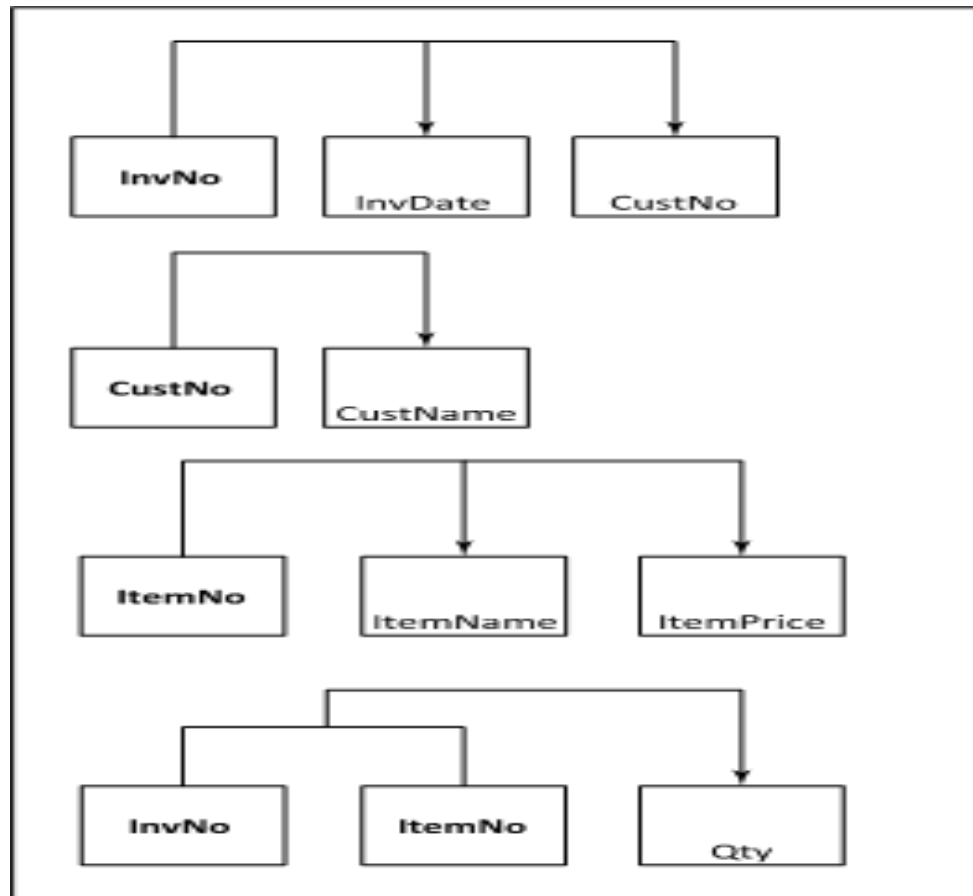 InvNo InvDate CustNo
CustNo CustName
ItemNo ItemName ItemPrice
InvNo ItemNo Qty